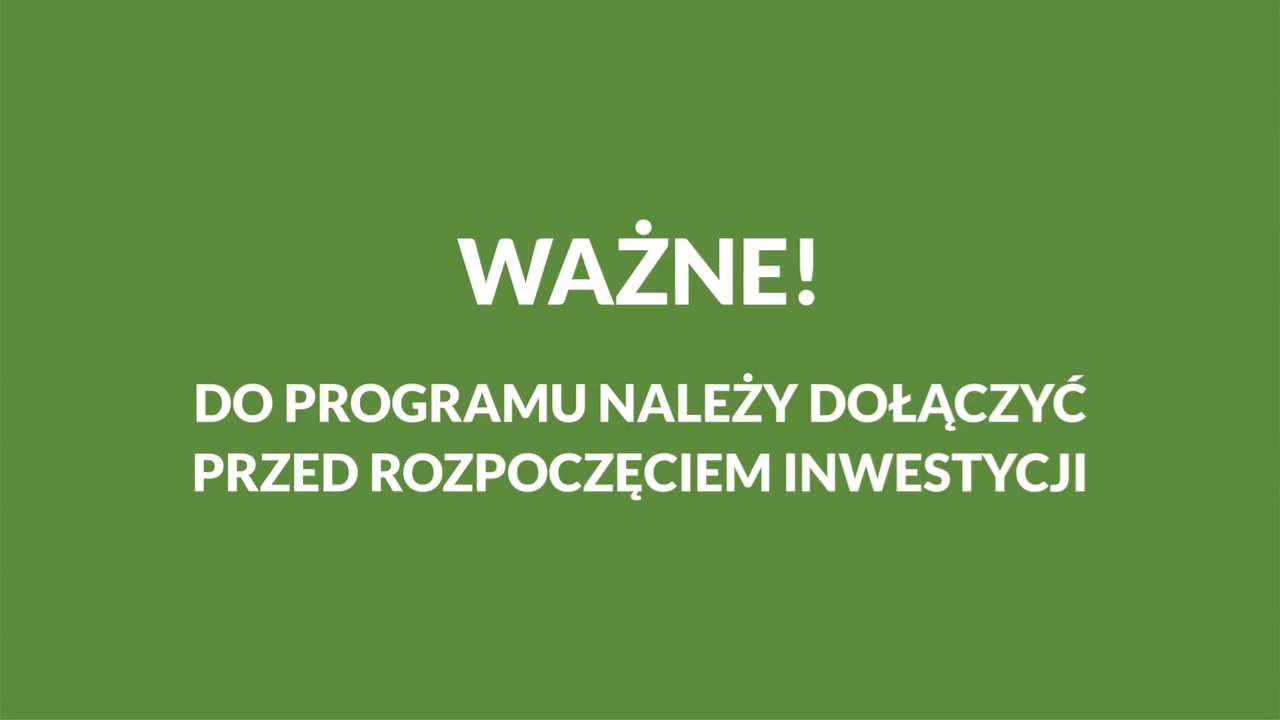 WAŻNE!
DO PROGRAMU NALEŻY DOŁĄCZYĆ
PRZED ROZPOCZĘCIEM INWESTYCJI